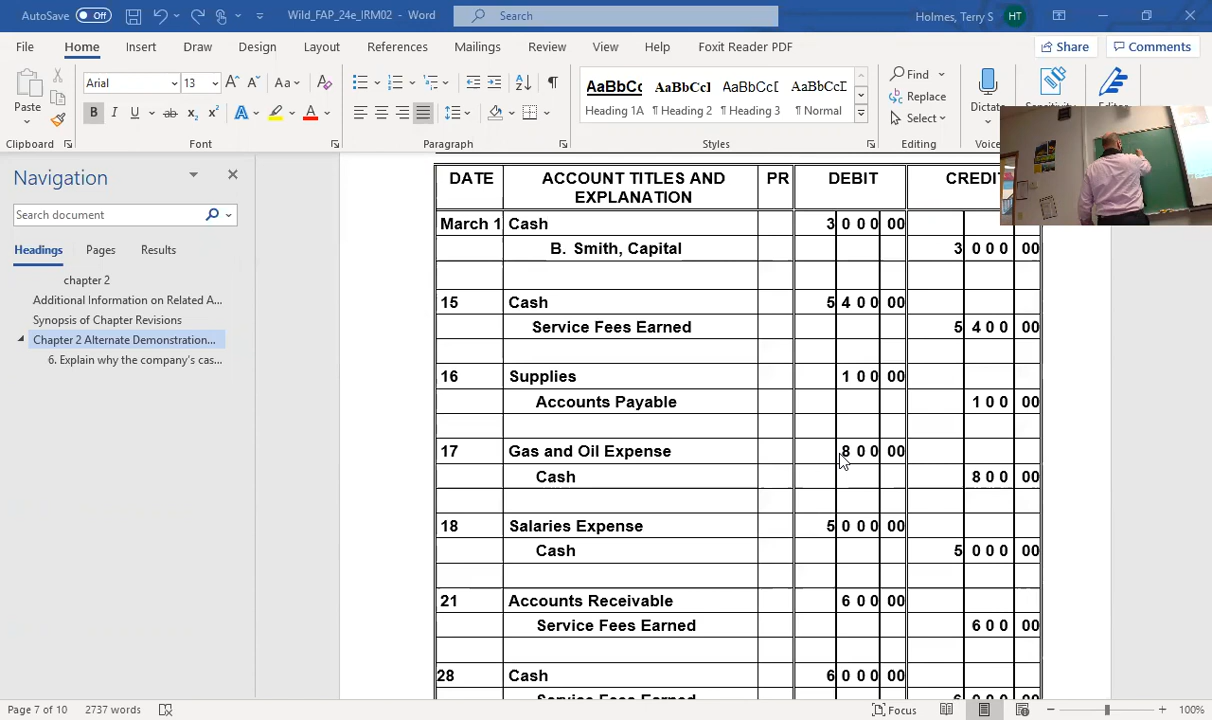 AutoSave Off Wild_FAP_24e_IRM02 - Word Search Holmes, Terry S HT
File Home Insert Draw Design Layout References Mailings Review View Help Foxit Reader PDF Share Comments
Paste Arial 13 Aa AaBbCc AaBbCcI AaBbCcD AaBbCcI Find
Heading 1A ¶ Heading 2 ¶ Heading 3 ¶ Normal Replace Dictate
B I U ab x₂ x² A A Select
Clipboard Font Paragraph Styles Editing
Navigation
Search document
Headings Pages Results
chapter 2
Additional Information on Related A...
Synopsis of Chapter Revisions
Chapter 2 Alternate Demonstration...
6. Explain why the company's cas...
DATE ACCOUNT TITLES AND EXPLANATION PR DEBIT
March 1 Cash 3 0 0 0 00
B. Smith, Capital 3 0 0 0 00
15 Cash 5 4 0 0 00
Service Fees Earned 5 4 0 0 00
16 Supplies 1 0 0 00
Accounts Payable 1 0 0 00
17 Gas and Oil Expense 8 0 0 00
Cash 8 0 0 00
18 Salaries Expense 5 0 0 0 00
Cash 5 0 0 0 00
21 Accounts Receivable 6 0 0 00
Service Fees Earned 6 0 0 00
28 Cash 6 0 0 0 00
Service Fees Earned
Page 7 of 10 2737 words Focus 100%